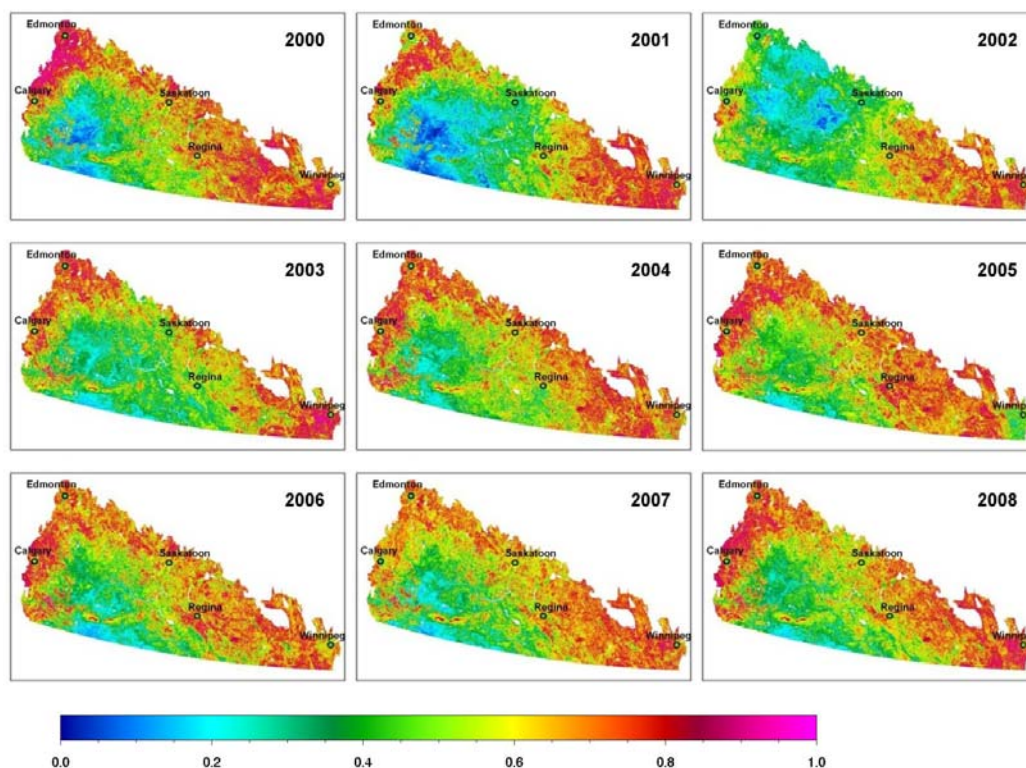 Edmonton
2000
Calgary
Saskatoon
Regina
Winnipeg
Edmonton
2001
Calgary
Saskatoon
Regina
Winnipeg
Edmonton
2002
Calgary
Saskatoon
Regina
Winnipeg
Edmonton
2003
Calgary
Saskatoon
Regina
Winnipeg
Edmonton
2004
Calgary
Saskatoon
Regina
Winnipeg
Edmonton
2005
Calgary
Saskatoon
Regina
Winnipeg
Edmonton
2006
Calgary
Saskatoon
Regina
Winnipeg
Edmonton
2007
Calgary
Saskatoon
Regina
Winnipeg
Edmonton
2008
Calgary
Saskatoon
Regina
Winnipeg
0.0 0.2 0.4 0.6 0.8 1.0